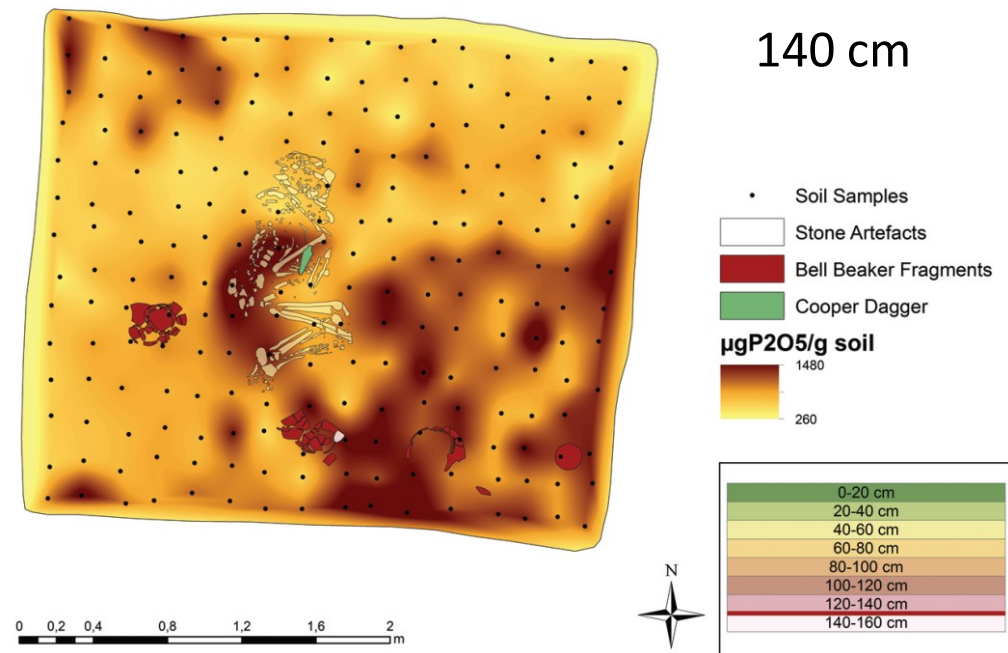 140 cm
Soil Samples
Stone Artefacts
Bell Beaker Fragments
Cooper Dagger
µgP2O5/g soil
1480
260
0-20 cm
20-40 cm
40-60 cm
60-80 cm
80-100 cm
100-120 cm
120-140 cm
140-160 cm
N
0 0,2 0,4 0,8 1,2 1,6 2
m